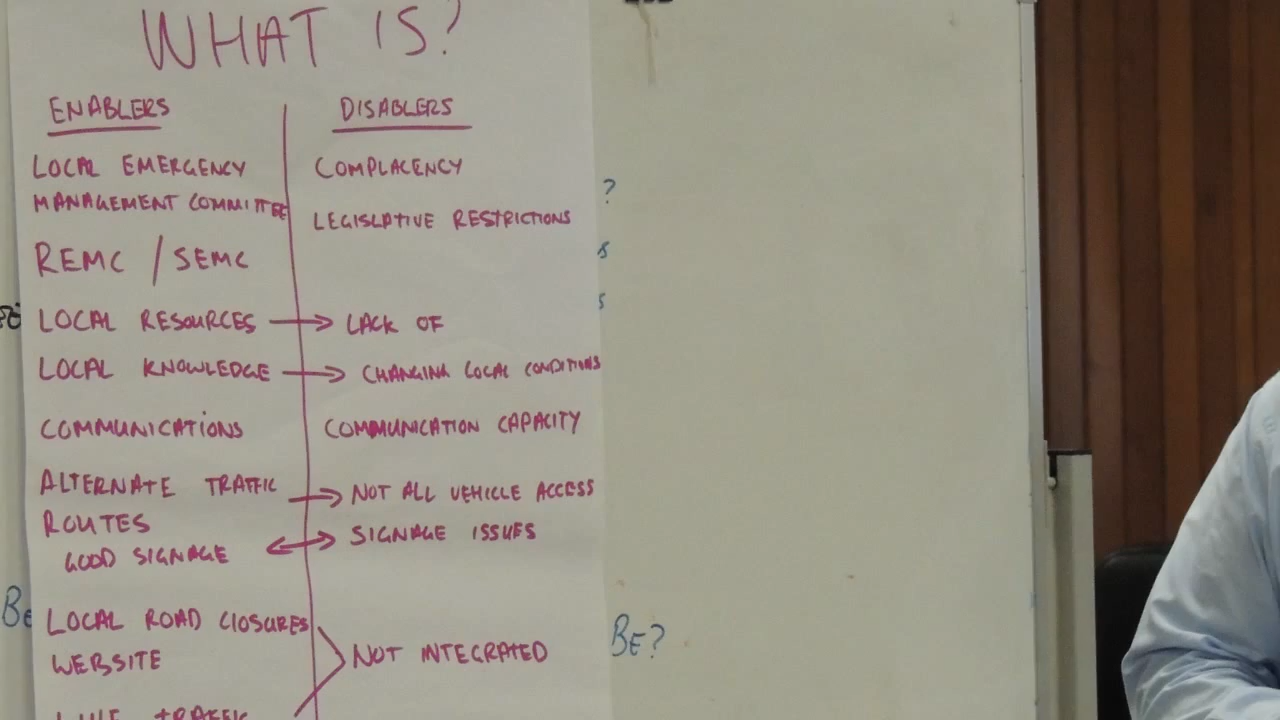 WHAT IS?
ENABLERS
DISABLERS
LOCAL EMERGENCY
COMPLACENCY
MANAGEMENT COMMITTEE
LEGISLATIVE RESTRICTIONS
?
REMC / SEMC
S
S
LOCAL RESOURCES → LACK OF
LOCAL KNOWLEDGE → CHANGING LOCAL CONDITIONS
COMMUNICATIONS
COMMUNICATION CAPACITY
ALTERNATE TRAFFIC → NOT ALL VEHICLE ACCESS
ROUTES
GOOD SIGNAGE ↔ SIGNAGE ISSUES
BE
LOCAL ROAD CLOSURES
WEBSITE
NOT INTEGRATED
BE?
TRAFFIC